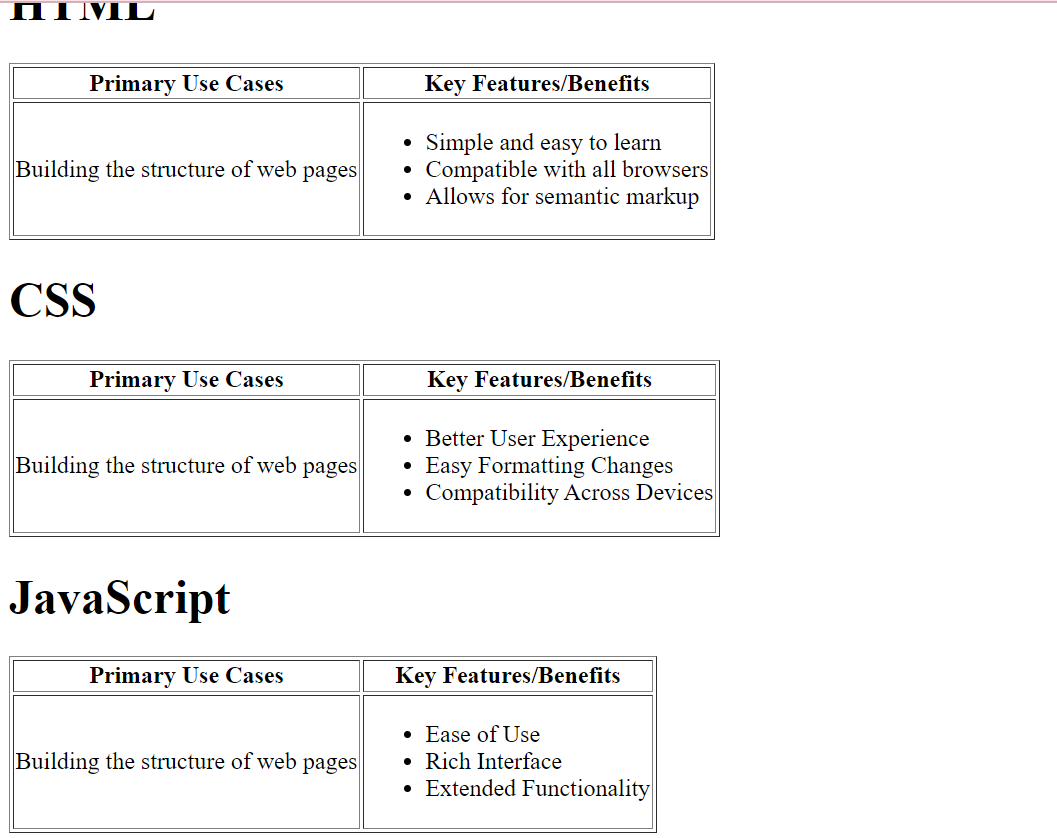 HTML
Primary Use Cases Key Features/Benefits
Building the structure of web pages
Simple and easy to learn
Compatible with all browsers
Allows for semantic markup
CSS
Primary Use Cases Key Features/Benefits
Building the structure of web pages
Better User Experience
Easy Formatting Changes
Compatibility Across Devices
JavaScript
Primary Use Cases Key Features/Benefits
Building the structure of web pages
Ease of Use
Rich Interface
Extended Functionality